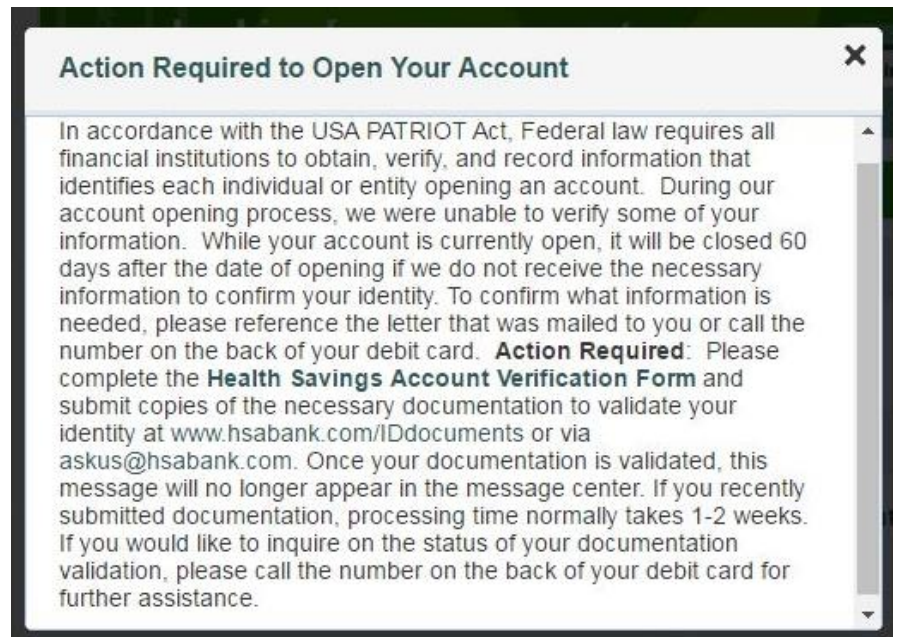 Action Required to Open Your Account
In accordance with the USA PATRIOT Act, Federal law requires all
financial institutions to obtain, verify, and record information that
identifies each individual or entity opening an account.  During our
account opening process, we were unable to verify some of your
information.  While your account is currently open, it will be closed 60
days after the date of opening if we do not receive the necessary
information to confirm your identity. To confirm what information is
needed, please reference the letter that was mailed to you or call the
number on the back of your debit card.  Action Required:  Please
complete the Health Savings Account Verification Form and
submit copies of the necessary documentation to validate your
identity at www.hsabank.com/IDdocuments or via
askus@hsabank.com. Once your documentation is validated, this
message will no longer appear in the message center. If you recently
submitted documentation, processing time normally takes 1-2 weeks.
If you would like to inquire on the status of your documentation
validation, please call the number on the back of your debit card for
further assistance.